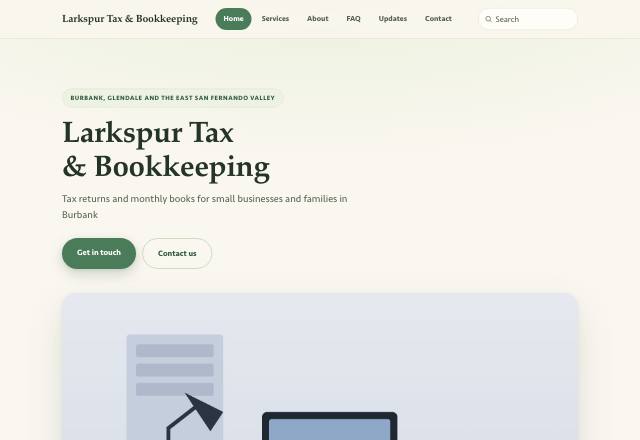 Larkspur Tax & Bookkeeping
Home
Services
About
FAQ
Updates
Contact
Search
BURBANK, GLENDALE AND THE EAST SAN FERNANDO VALLEY
Larkspur Tax
& Bookkeeping
Tax returns and monthly books for small businesses and families in
Burbank
Get in touch
Contact us